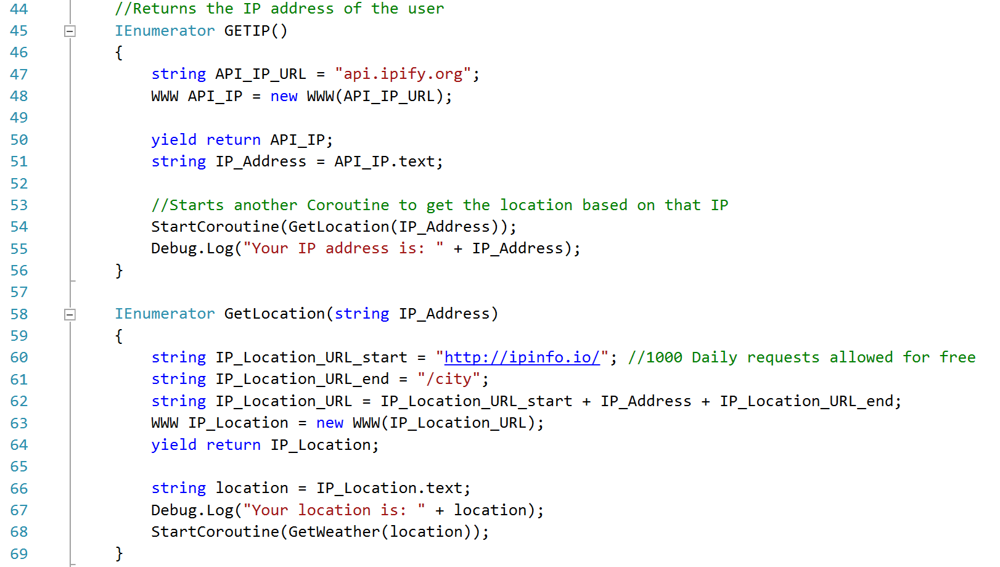 44 //Returns the IP address of the user
45 IEnumerator GETIP()
46 {
47 string API_IP_URL = "api.ipify.org";
48 WWW API_IP = new WWW(API_IP_URL);
49
50 yield return API_IP;
51 string IP_Address = API_IP.text;
52
53 //Starts another Coroutine to get the location based on that IP
54 StartCoroutine(GetLocation(IP_Address));
55 Debug.Log("Your IP address is: " + IP_Address);
56 }
57
58 IEnumerator GetLocation(string IP_Address)
59 {
60 string IP_Location_URL_start = "http://ipinfo.io/"; //1000 Daily requests allowed for free
61 string IP_Location_URL_end = "/city";
62 string IP_Location_URL = IP_Location_URL_start + IP_Address + IP_Location_URL_end;
63 WWW IP_Location = new WWW(IP_Location_URL);
64 yield return IP_Location;
65
66 string location = IP_Location.text;
67 Debug.Log("Your location is: " + location);
68 StartCoroutine(GetWeather(location));
69 }